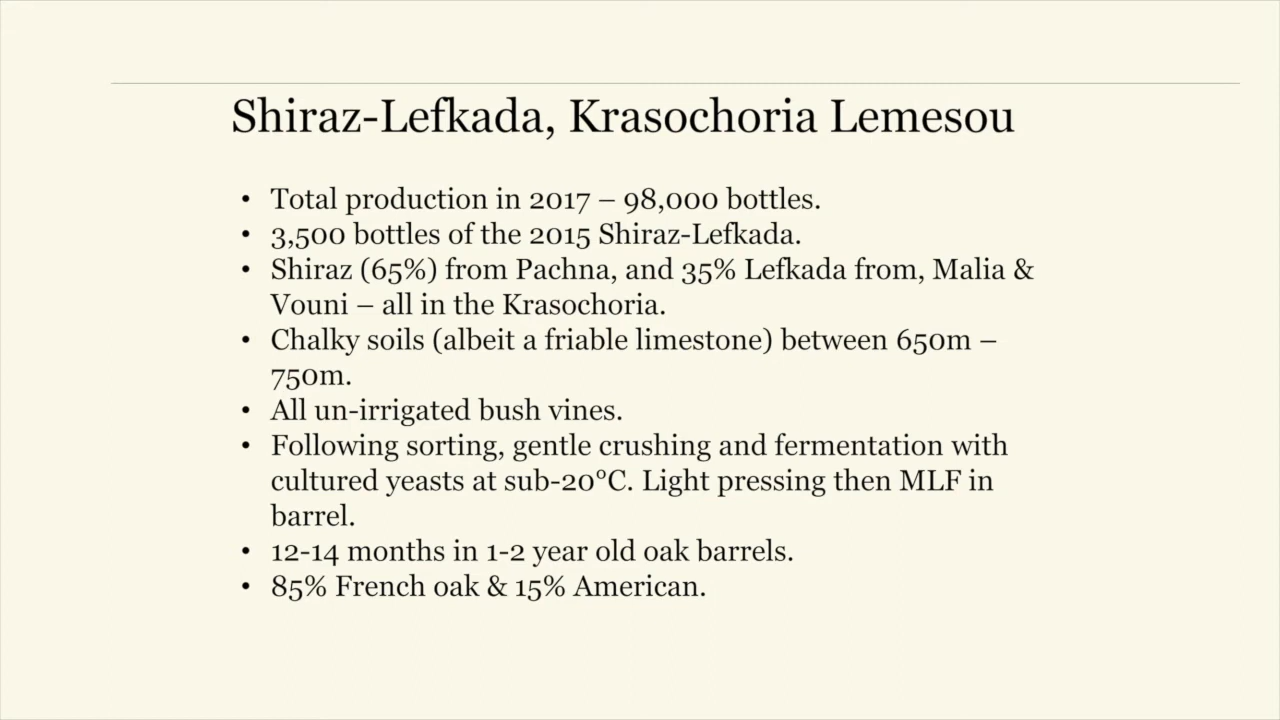 Shiraz-Lefkada, Krasochoria Lemesou
• Total production in 2017 – 98,000 bottles.
• 3,500 bottles of the 2015 Shiraz-Lefkada.
• Shiraz (65%) from Pachna, and 35% Lefkada from, Malia &
Vouni – all in the Krasochoria.
• Chalky soils (albeit a friable limestone) between 650m –
750m.
• All un-irrigated bush vines.
• Following sorting, gentle crushing and fermentation with
cultured yeasts at sub-20°C. Light pressing then MLF in
barrel.
• 12-14 months in 1-2 year old oak barrels.
• 85% French oak & 15% American.